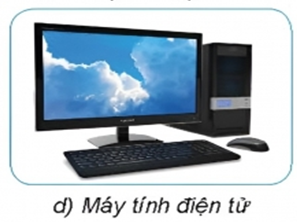 d) Máy tính điện tử